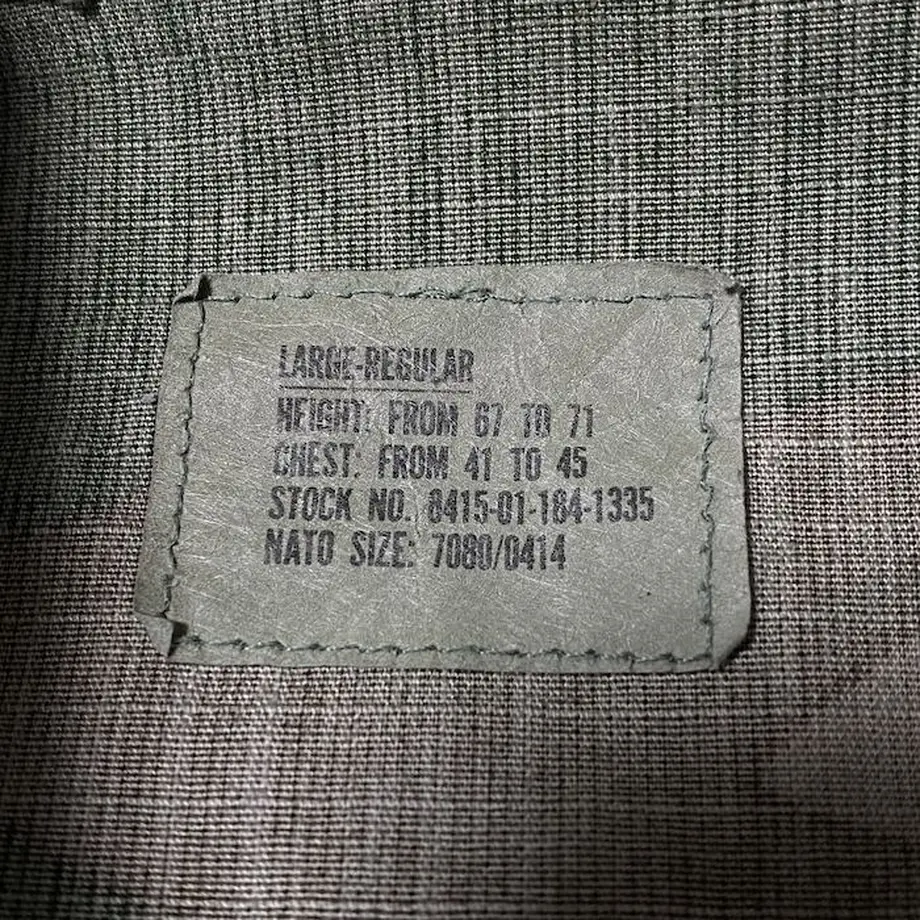 LARGE-REGULAR
HEIGHT: FROM 67 TO 71
CHEST: FROM 41 TO 45
STOCK NO. 8415-01-184-1335
NATO SIZE: 7080/0414